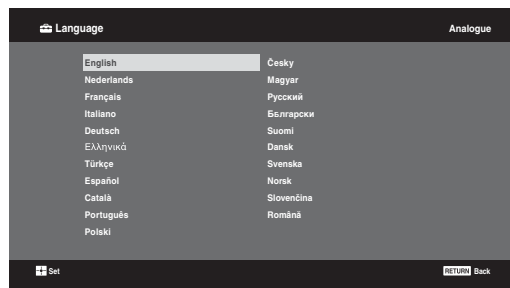 Language
Analogue
English
Nederlands
Français
Italiano
Deutsch
Ελληνικά
Türkçe
Español
Català
Português
Polski
Česky
Magyar
Русский
Български
Suomi
Dansk
Svenska
Norsk
Slovenčina
Română
Set
RETURN Back